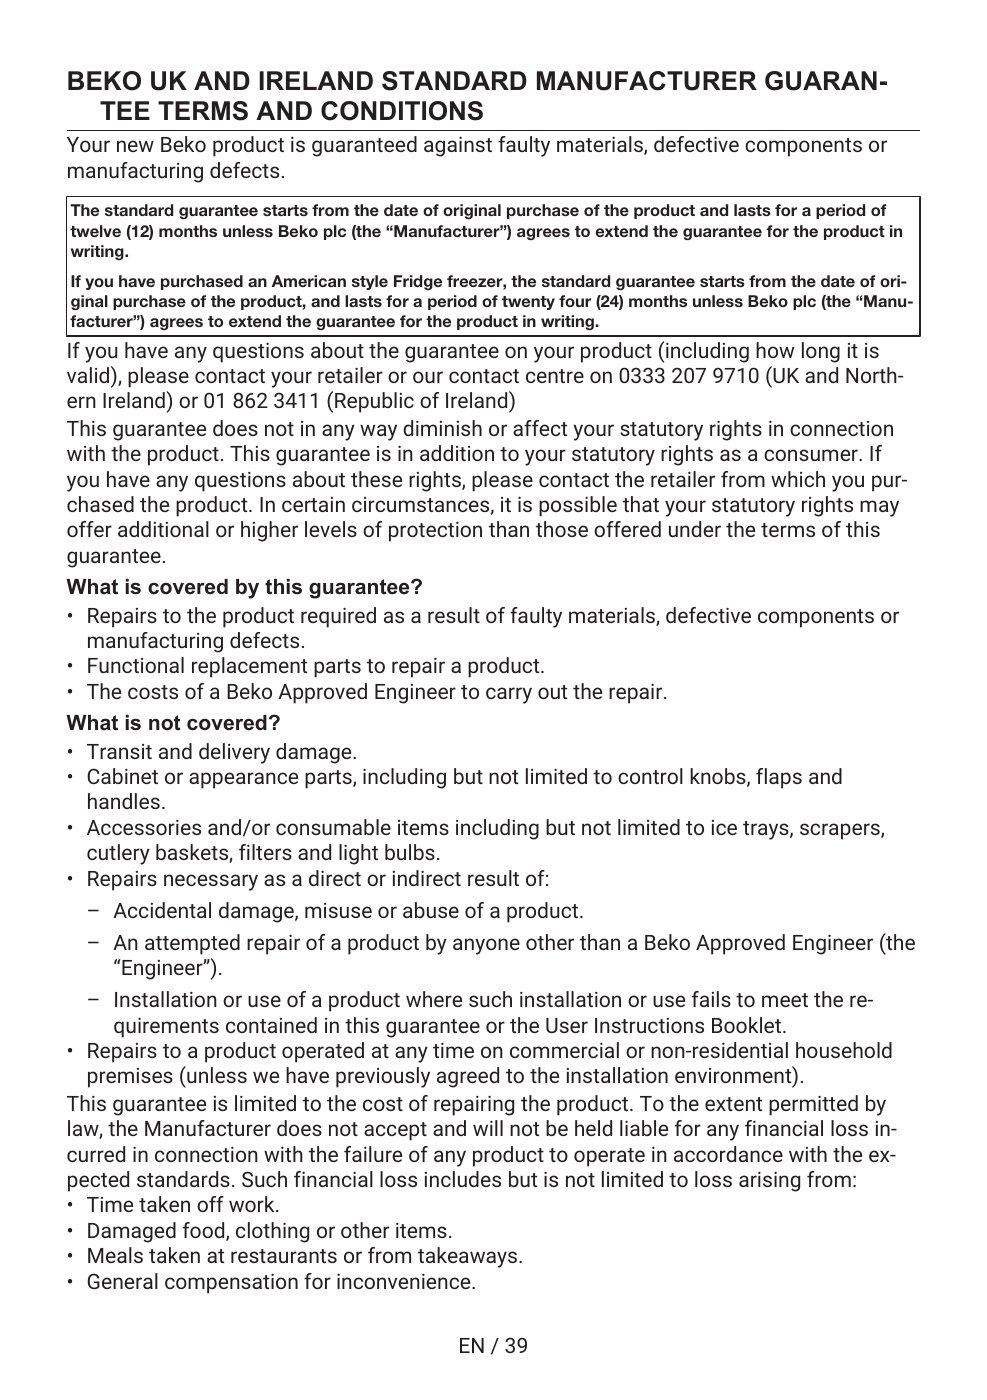 BEKO UK AND IRELAND STANDARD MANUFACTURER GUARAN-
TEE TERMS AND CONDITIONS
Your new Beko product is guaranteed against faulty materials, defective components or
manufacturing defects.
The standard guarantee starts from the date of original purchase of the product and lasts for a period of
twelve (12) months unless Beko plc (the “Manufacturer”) agrees to extend the guarantee for the product in
writing.
If you have purchased an American style Fridge freezer, the standard guarantee starts from the date of ori-
ginal purchase of the product, and lasts for a period of twenty four (24) months unless Beko plc (the “Manu-
facturer”) agrees to extend the guarantee for the product in writing.
If you have any questions about the guarantee on your product (including how long it is
valid), please contact your retailer or our contact centre on 0333 207 9710 (UK and North-
ern Ireland) or 01 862 3411 (Republic of Ireland)
This guarantee does not in any way diminish or affect your statutory rights in connection
with the product. This guarantee is in addition to your statutory rights as a consumer. If
you have any questions about these rights, please contact the retailer from which you pur-
chased the product. In certain circumstances, it is possible that your statutory rights may
offer additional or higher levels of protection than those offered under the terms of this
guarantee.
What is covered by this guarantee?
• Repairs to the product required as a result of faulty materials, defective components or
manufacturing defects.
• Functional replacement parts to repair a product.
• The costs of a Beko Approved Engineer to carry out the repair.
What is not covered?
• Transit and delivery damage.
• Cabinet or appearance parts, including but not limited to control knobs, flaps and
handles.
• Accessories and/or consumable items including but not limited to ice trays, scrapers,
cutlery baskets, filters and light bulbs.
• Repairs necessary as a direct or indirect result of:
– Accidental damage, misuse or abuse of a product.
– An attempted repair of a product by anyone other than a Beko Approved Engineer (the
“Engineer”).
– Installation or use of a product where such installation or use fails to meet the re-
quirements contained in this guarantee or the User Instructions Booklet.
• Repairs to a product operated at any time on commercial or non-residential household
premises (unless we have previously agreed to the installation environment).
This guarantee is limited to the cost of repairing the product. To the extent permitted by
law, the Manufacturer does not accept and will not be held liable for any financial loss in-
curred in connection with the failure of any product to operate in accordance with the ex-
pected standards. Such financial loss includes but is not limited to loss arising from:
• Time taken off work.
• Damaged food, clothing or other items.
• Meals taken at restaurants or from takeaways.
• General compensation for inconvenience.
EN / 39